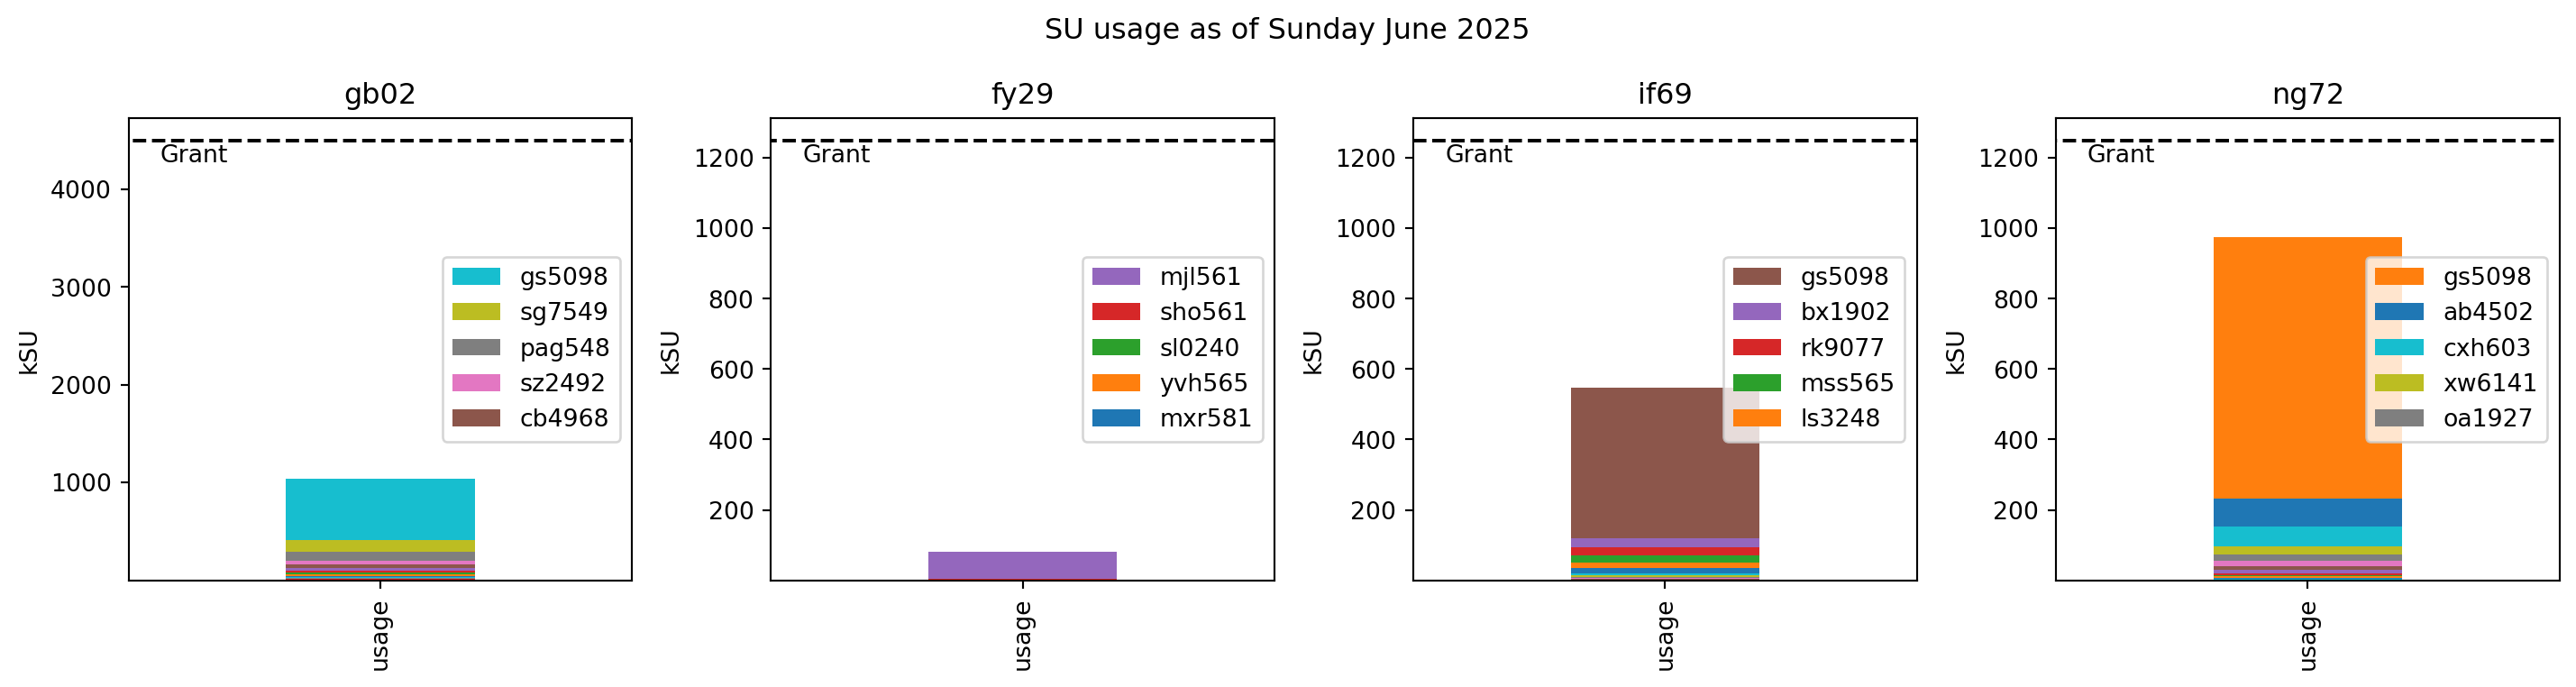 SU usage as of Sunday June 2025
gb02
Grant
4000
3000
2000
1000
kSU
gs5098
sg7549
pag548
sz2492
cb4968
usage
fy29
Grant
1200
1000
800
600
400
200
kSU
mjl561
sho561
sl0240
yvh565
mxr581
usage
if69
Grant
1200
1000
800
600
400
200
kSU
gs5098
bx1902
rk9077
mss565
ls3248
usage
ng72
Grant
1200
1000
800
600
400
200
kSU
gs5098
ab4502
cxh603
xw6141
oa1927
usage